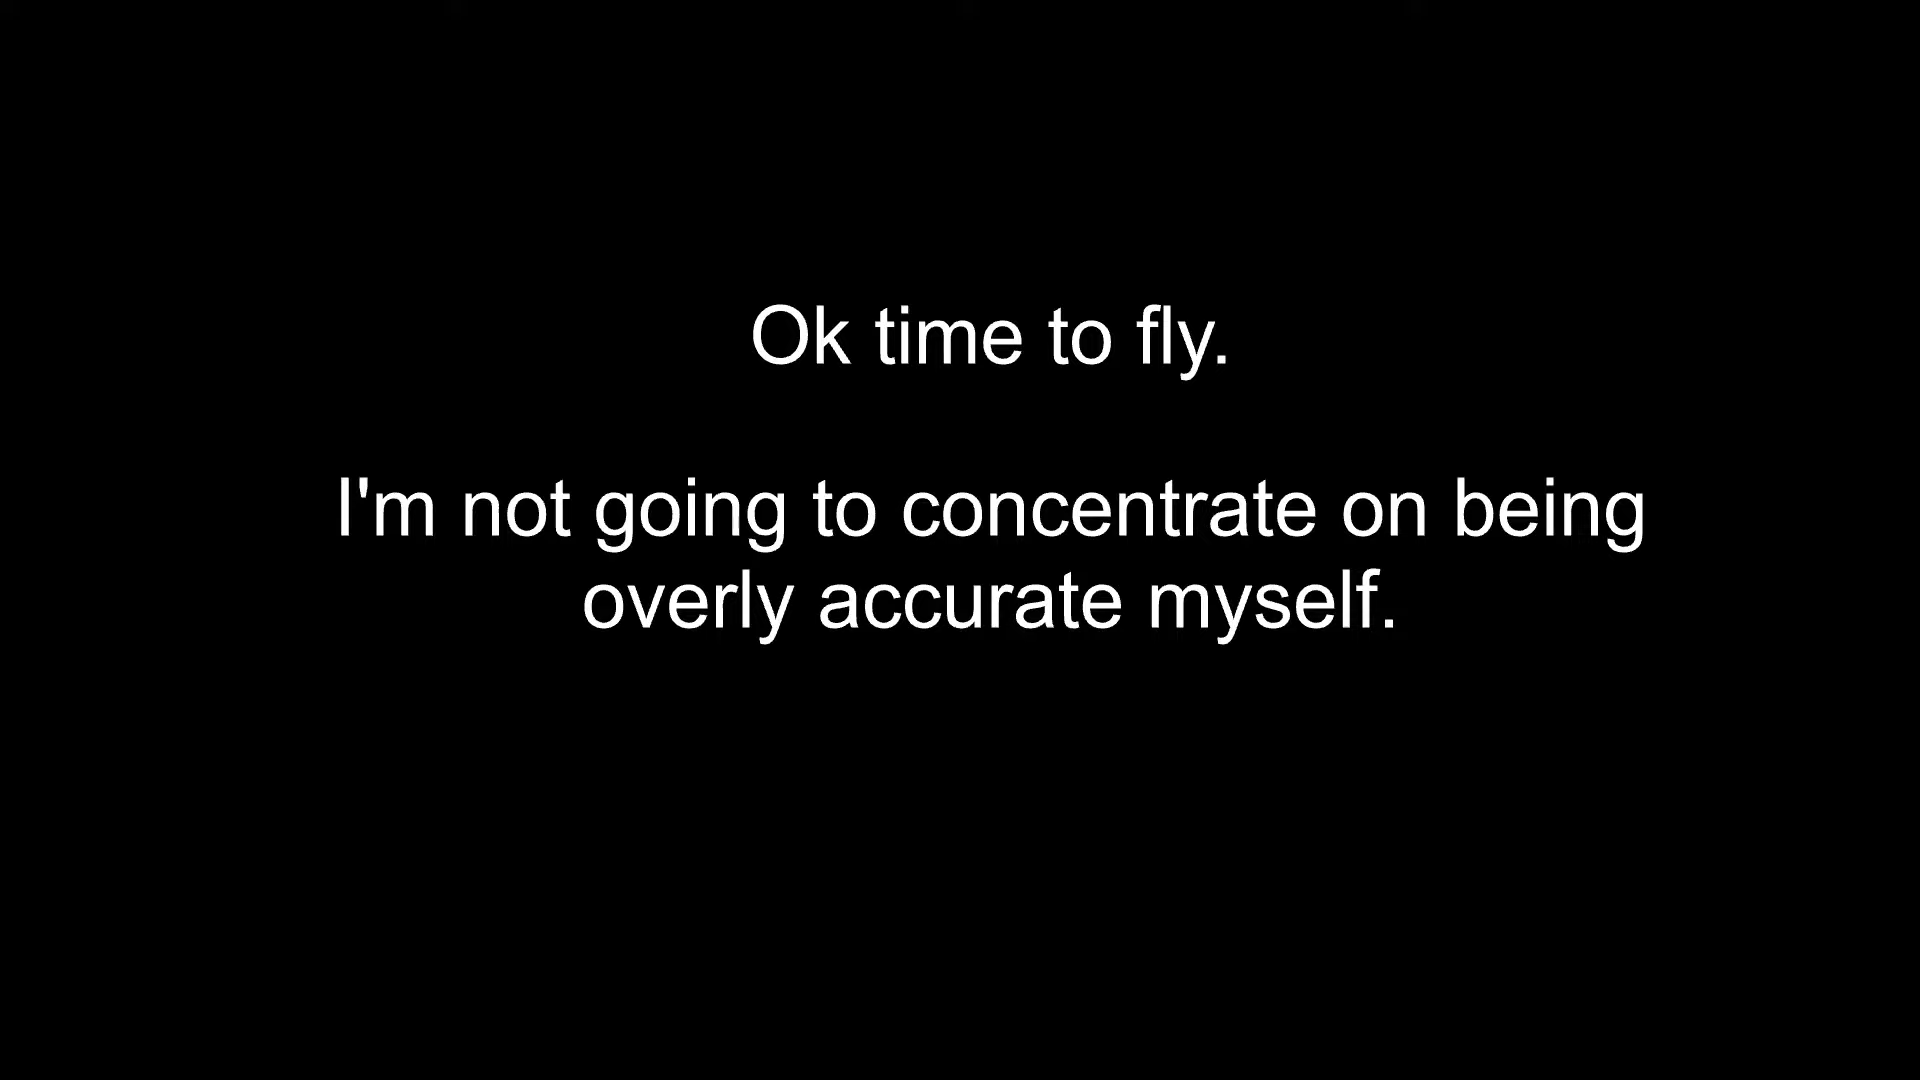 Ok time to fly.
I'm not going to concentrate on being
overly accurate myself.